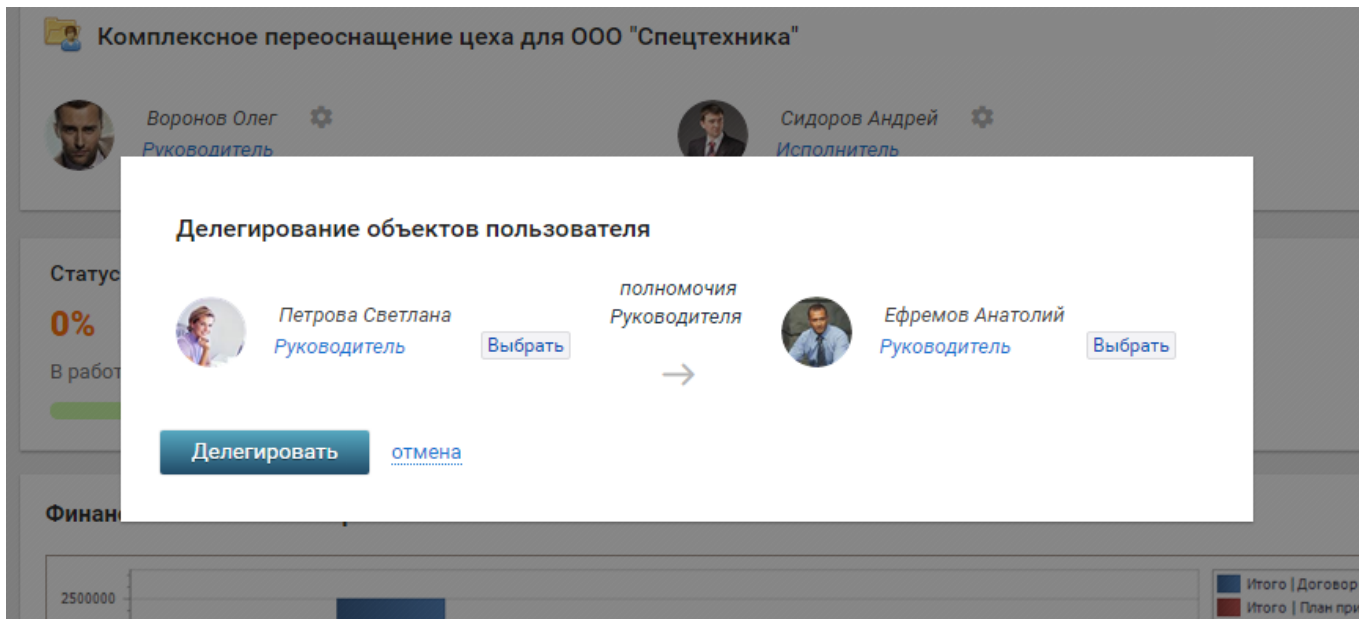 Комплексное переоснащение цеха для ООО "Спецтехника"
Воронов Олег
Сидоров Андрей
Руководитель
Исполнитель
Делегирование объектов пользователя
Статус
0%
В работ
полномочия
Руководителя
Петрова Светлана
Руководитель
Выбрать
Ефремов Анатолий
Руководитель
Выбрать
Делегировать
отмена
Финан
2500000
Итого | Договор
Итого | План при